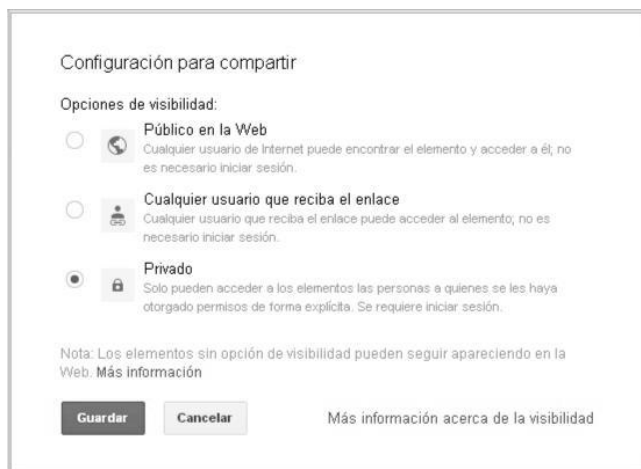 Configuración para compartir
Opciones de visibilidad:
Público en la Web
Cualquier usuario de Internet puede encontrar el elemento y acceder a él; no
es necesario iniciar sesión.
Cualquier usuario que reciba el enlace
Cualquier usuario que reciba el enlace puede acceder al elemento; no es
necesario iniciar sesión.
Privado
Solo pueden acceder a los elementos las personas a quienes se les haya
otorgado permisos de forma explícita. Se requiere iniciar sesión.
Nota: Los elementos sin opción de visibilidad pueden seguir apareciendo en la
Web. Más información
Guardar Cancelar Más información acerca de la visibilidad